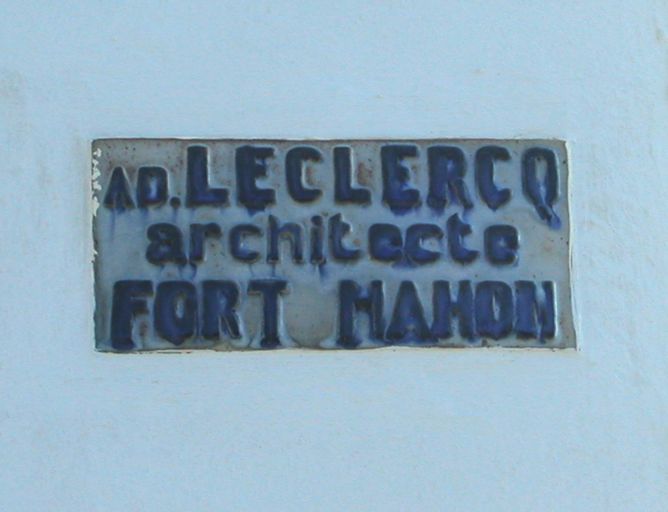 AD. LECLERCQ
architecte
FORT MAHON